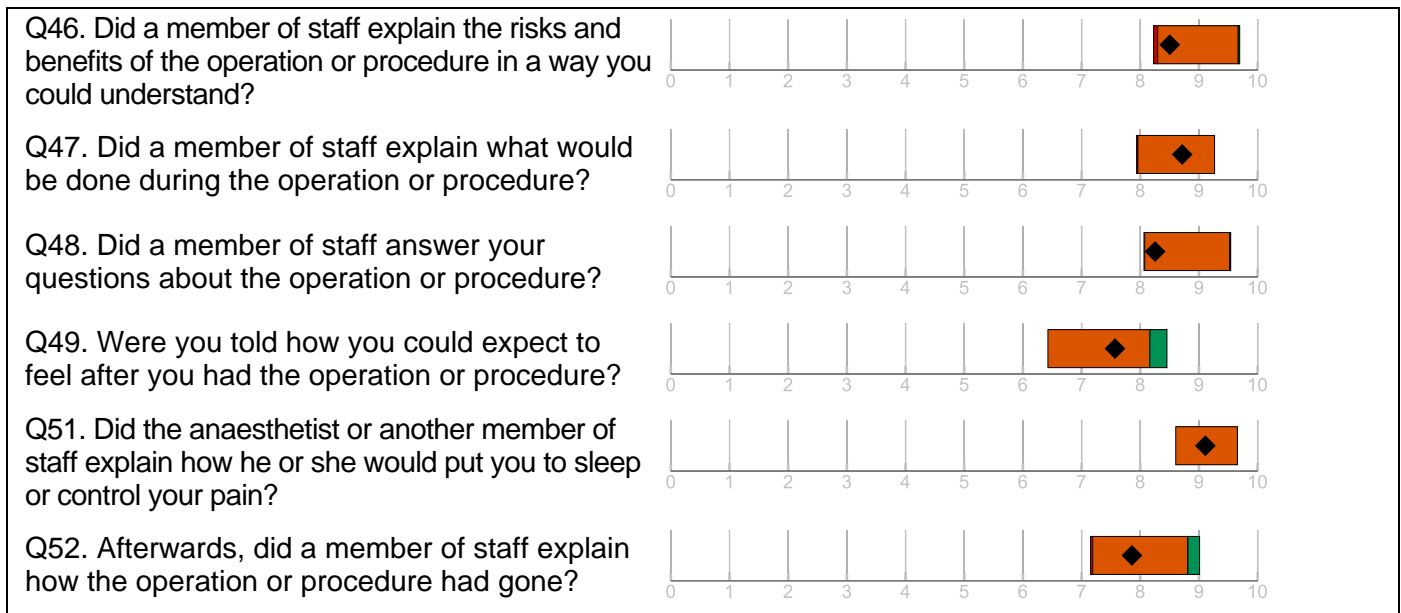 Q46. Did a member of staff explain the risks and
benefits of the operation or procedure in a way you
could understand?
0 1 2 3 4 5 6 7 8 9 10
Q47. Did a member of staff explain what would
be done during the operation or procedure?
0 1 2 3 4 5 6 7 8 9 10
Q48. Did a member of staff answer your
questions about the operation or procedure?
0 1 2 3 4 5 6 7 8 9 10
Q49. Were you told how you could expect to
feel after you had the operation or procedure?
0 1 2 3 4 5 6 7 8 9 10
Q51. Did the anaesthetist or another member of
staff explain how he or she would put you to sleep
or control your pain?
0 1 2 3 4 5 6 7 8 9 10
Q52. Afterwards, did a member of staff explain
how the operation or procedure had gone?
0 1 2 3 4 5 6 7 8 9 10